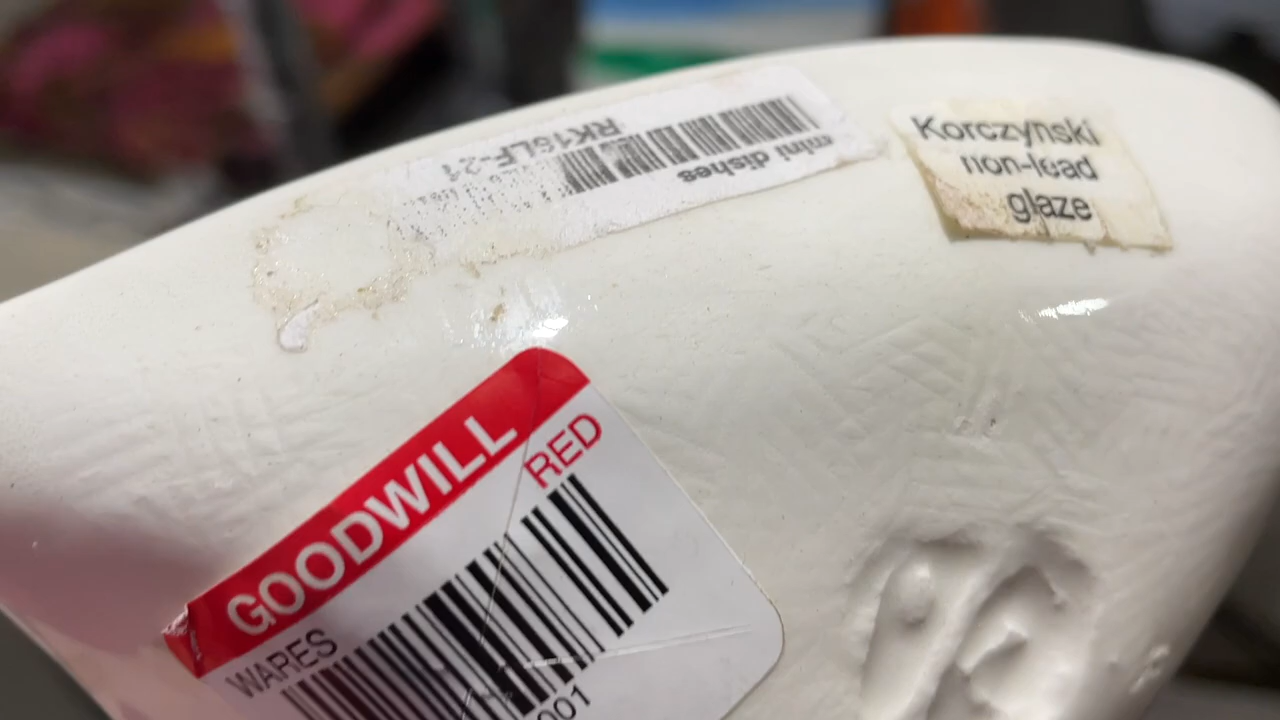 RK16LF-21
mini dishes
Korczynski
non-lead
glaze
GOODWILL
RED
WARES
001